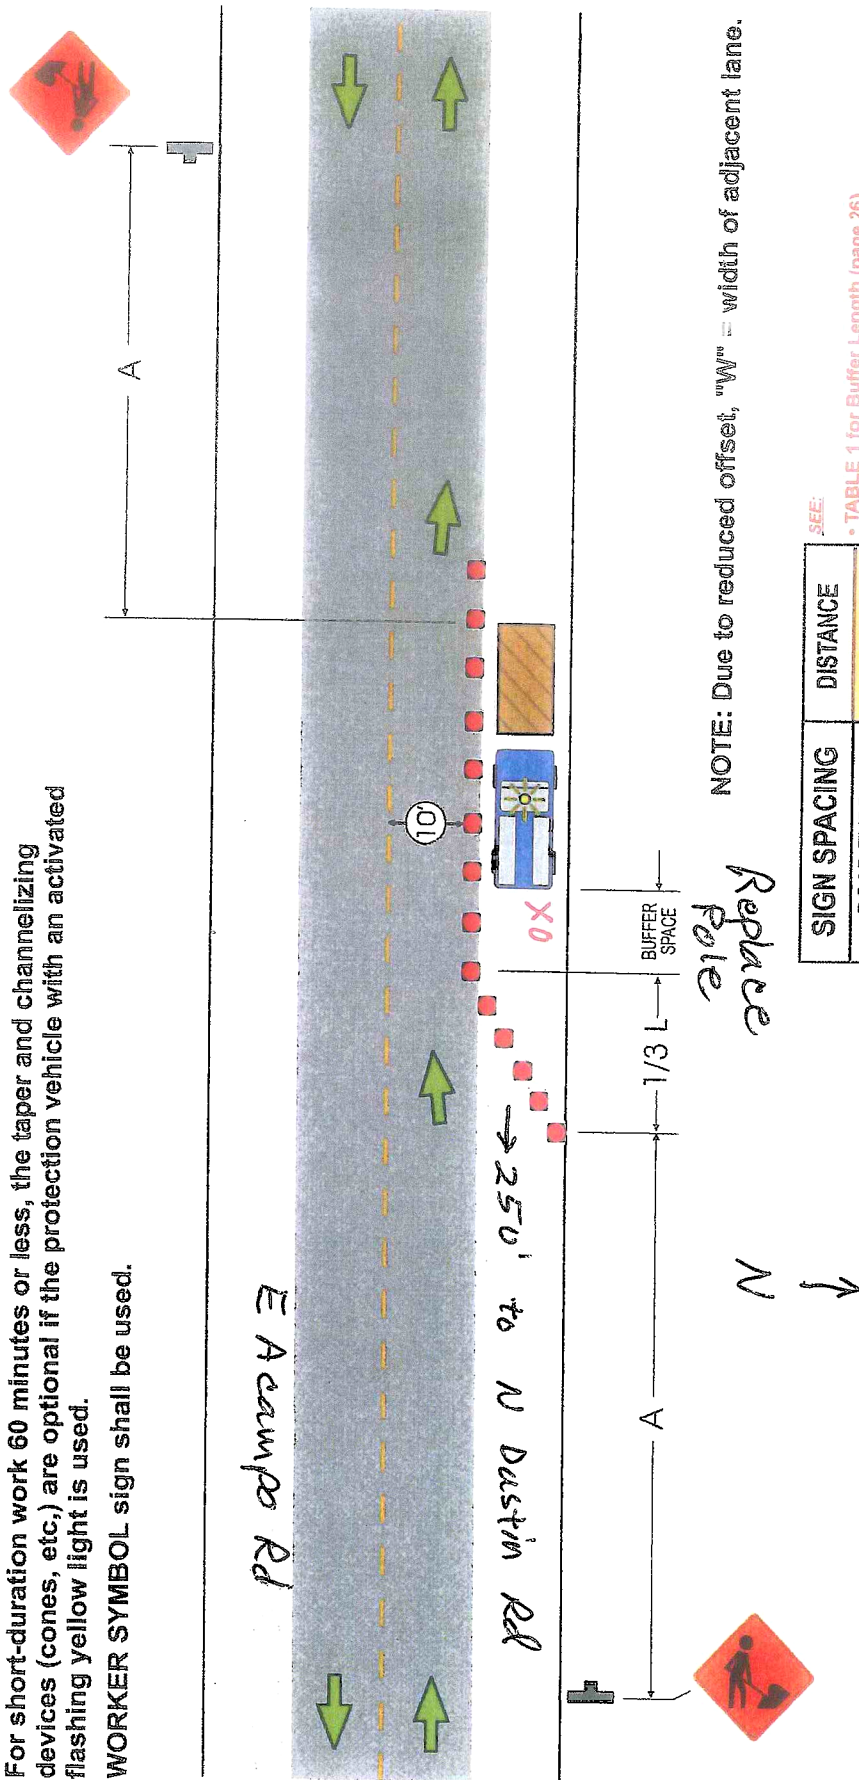 For short-duration work 60 minutes or less, the taper and channelizing
devices (cones, etc,) are optional if the protection vehicle with an activated
flashing yellow light is used.
WORKER SYMBOL sign shall be used.
A
E Acampo Rd
10'
→ 250' to N Dustin Rd
0X
BUFFER
SPACE
1/3 L
A
Replace
Pole
N
NOTE: Due to reduced offset, "W" = width of adjacent lane.
SIGN SPACING DISTANCE
SEE:
• TABLE 1 for Buffer Length (page 26)